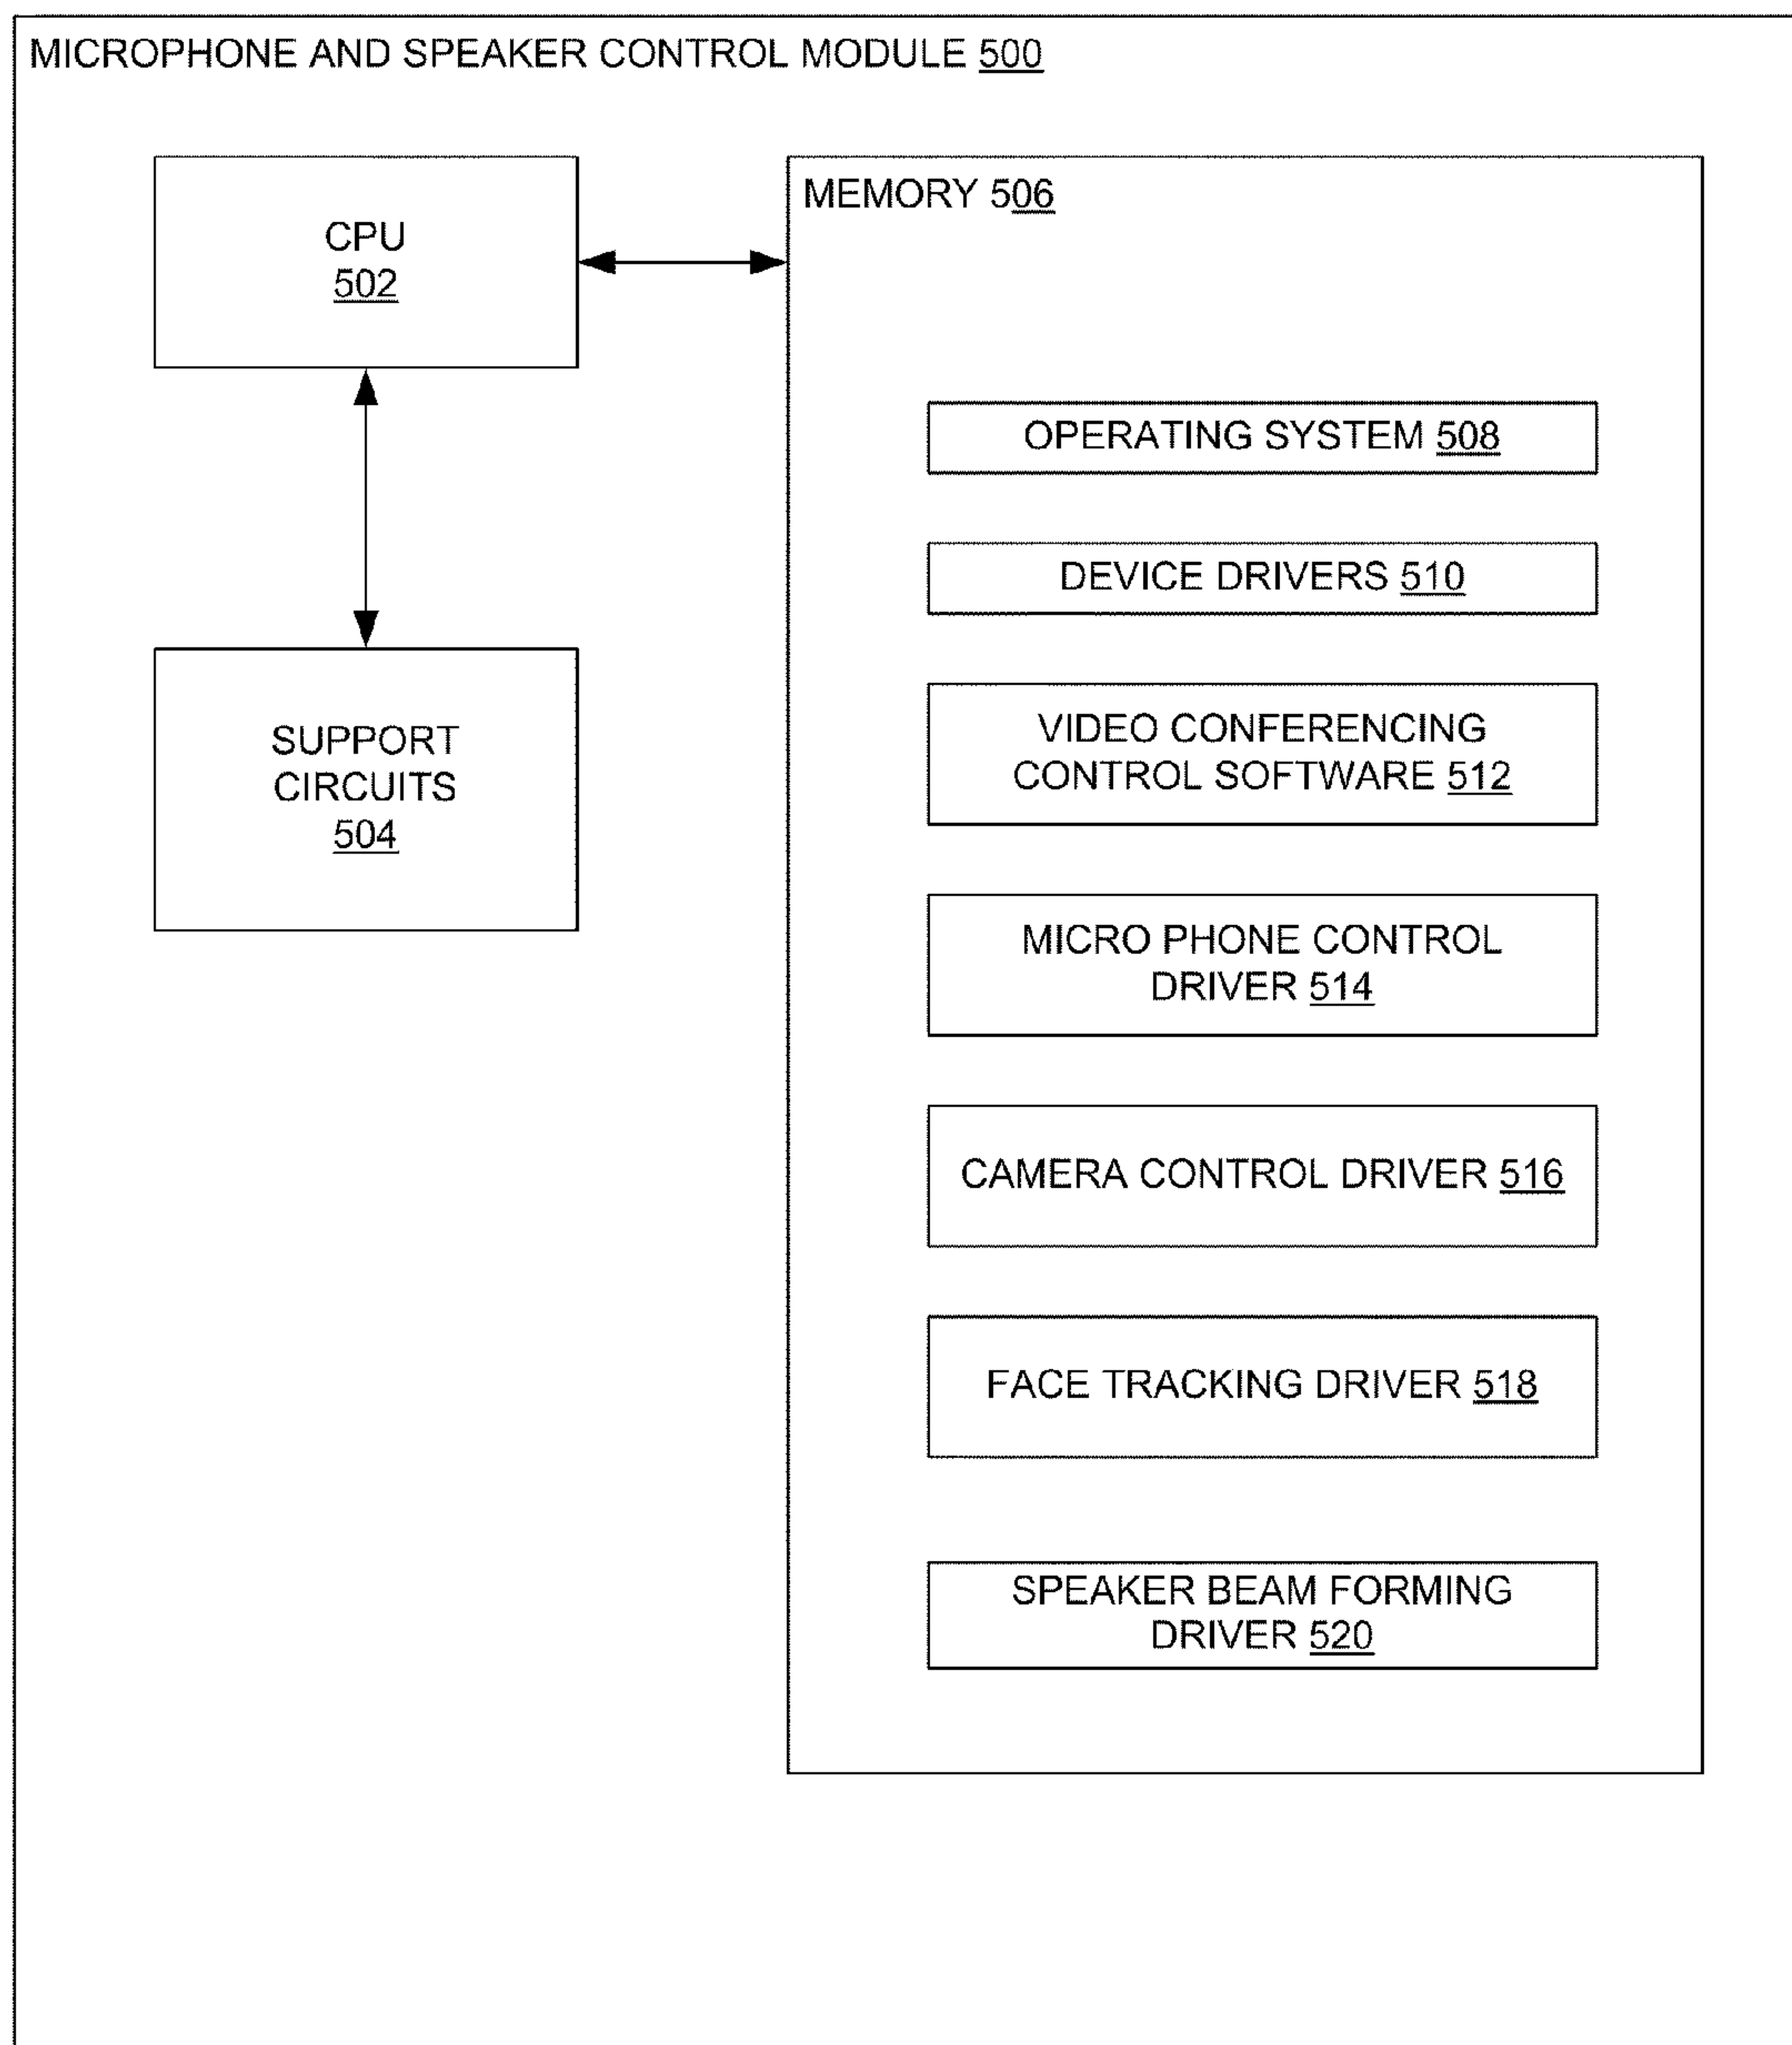 MICROPHONE AND SPEAKER CONTROL MODULE 500
CPU
502
SUPPORT
CIRCUITS
504
MEMORY 506
OPERATING SYSTEM 508
DEVICE DRIVERS 510
VIDEO CONFERENCING
CONTROL SOFTWARE 512
MICRO PHONE CONTROL
DRIVER 514
CAMERA CONTROL DRIVER 516
FACE TRACKING DRIVER 518
SPEAKER BEAM FORMING
DRIVER 520